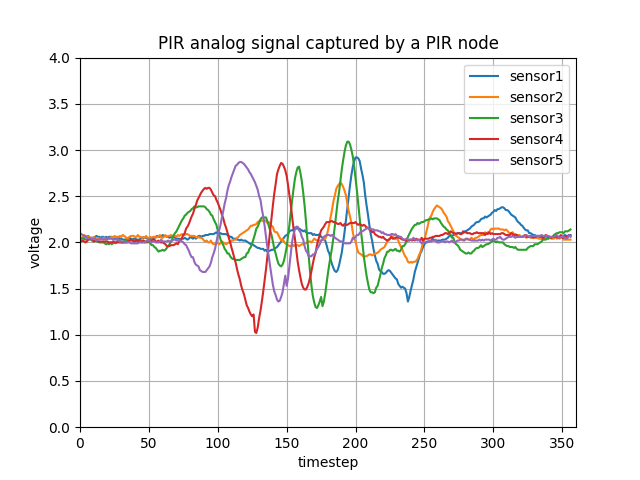 PIR analog signal captured by a PIR node
4.0
3.5
3.0
2.5
2.0
1.5
1.0
0.5
0.0
voltage
sensor1
sensor2
sensor3
sensor4
sensor5
0 50 100 150 200 250 300 350
timestep